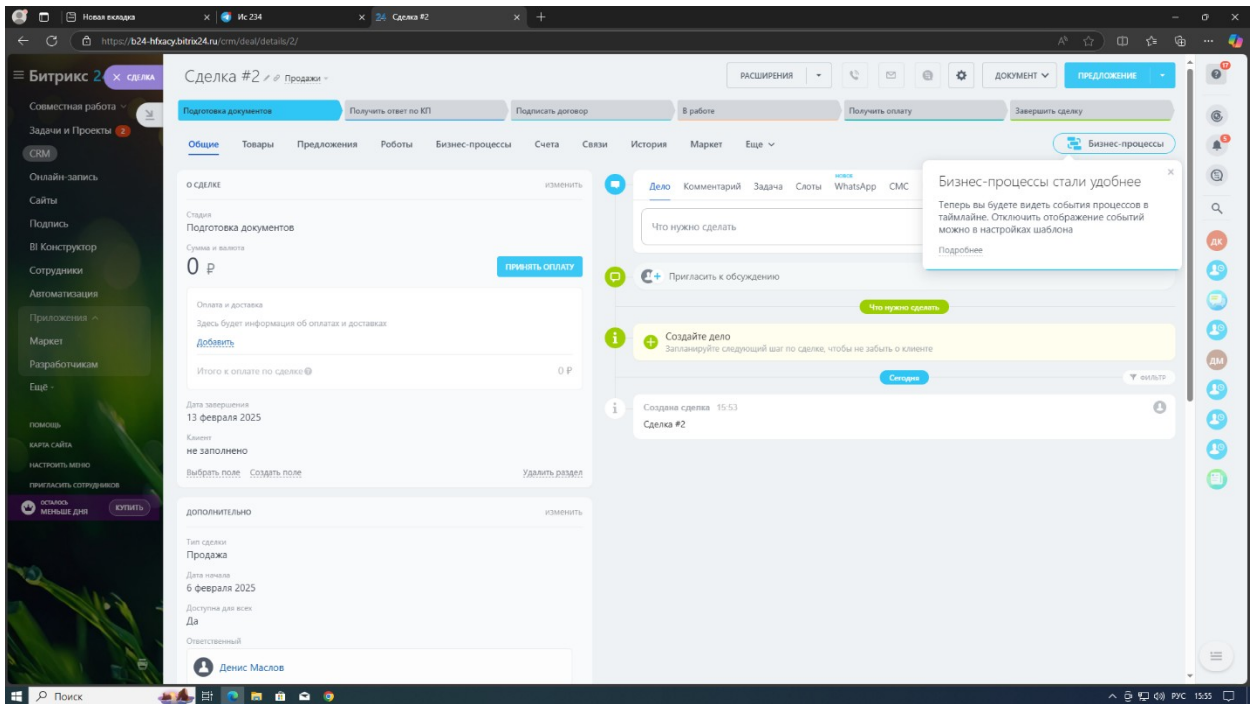 Новая вкладка
Ис 234
24 Сделка #2
https://b24-hfxacy.bitrix24.ru/crm/deal/details/2/
Битрикс 2
СДЕЛКА
Совместная работа
Задачи и Проекты 2
CRM
Онлайн-запись
Сайты
Подпись
BI Конструктор
Сотрудники
Автоматизация
Приложения
Маркет
Разработчикам
Ещё
ПОМОЩЬ
КАРТА САЙТА
НАСТРОИТЬ МЕНЮ
ПРИГЛАСИТЬ СОТРУДНИКОВ
ОСТАЛОСЬ
МЕНЬШЕ ДНЯ
КУПИТЬ
Сделка #2 Продажи
РАСШИРЕНИЯ
ДОКУМЕНТ
ПРЕДЛОЖЕНИЕ
Подготовка документов
Получить ответ по КП
Подписать договор
В работе
Получить оплату
Завершить сделку
Общие Товары Предложения Роботы Бизнес-процессы Счета Связи История Маркет Еще
Бизнес-процессы
О СДЕЛКЕ изменить
Стадия
Подготовка документов
Сумма и валюта
0 ₽
ПРИНЯТЬ ОПЛАТУ
Оплата и доставка
Здесь будет информация об оплатах и доставках
Добавить
Итого к оплате по сделке 0 ₽
Дата завершения
13 февраля 2025
Клиент
не заполнено
Выбрать поле Создать поле Удалить раздел
ДОПОЛНИТЕЛЬНО изменить
Тип сделки
Продажа
Дата начала
6 февраля 2025
Доступна для всех
Да
Ответственный
Денис Маслов
НОВОЕ
Дело Комментарий Задача Слоты WhatsApp СМС
Что нужно сделать
Пригласить к обсуждению
Что нужно сделать
Создайте дело
Запланируйте следующий шаг по сделке, чтобы не забыть о клиенте
Сегодня
ФИЛЬТР
Создана сделка 15:53
Сделка #2
Бизнес-процессы стали удобнее
Теперь вы будете видеть события процессов в
таймлайне. Отключить отображение событий
можно в настройках шаблона
Подробнее
5
ДК
ДМ
Поиск
РУС 15:55